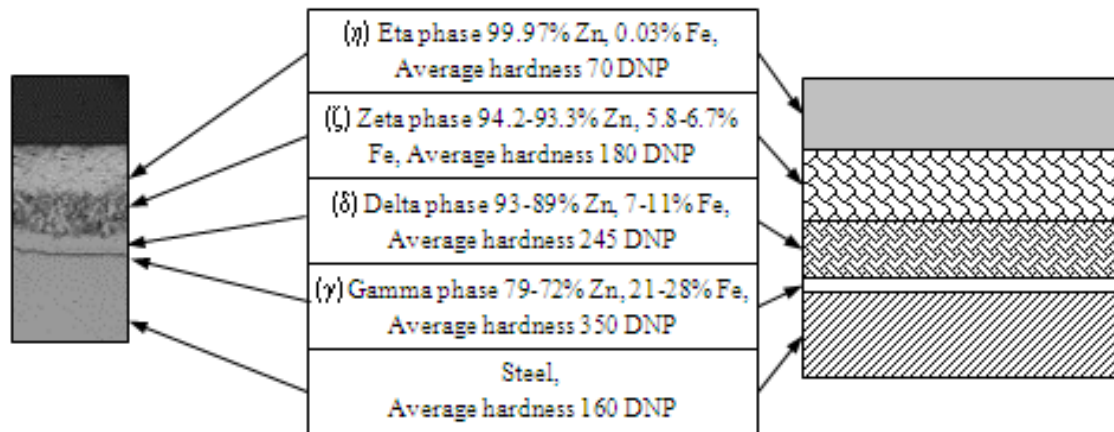 (η) Eta phase 99.97% Zn, 0.03% Fe,
Average hardness 70 DNP
(ζ) Zeta phase 94.2-93.3% Zn, 5.8-6.7%
Fe, Average hardness 180 DNP
(δ) Delta phase 93-89% Zn, 7-11% Fe,
Average hardness 245 DNP
(γ) Gamma phase 79-72% Zn, 21-28% Fe,
Average hardness 350 DNP
Steel,
Average hardness 160 DNP